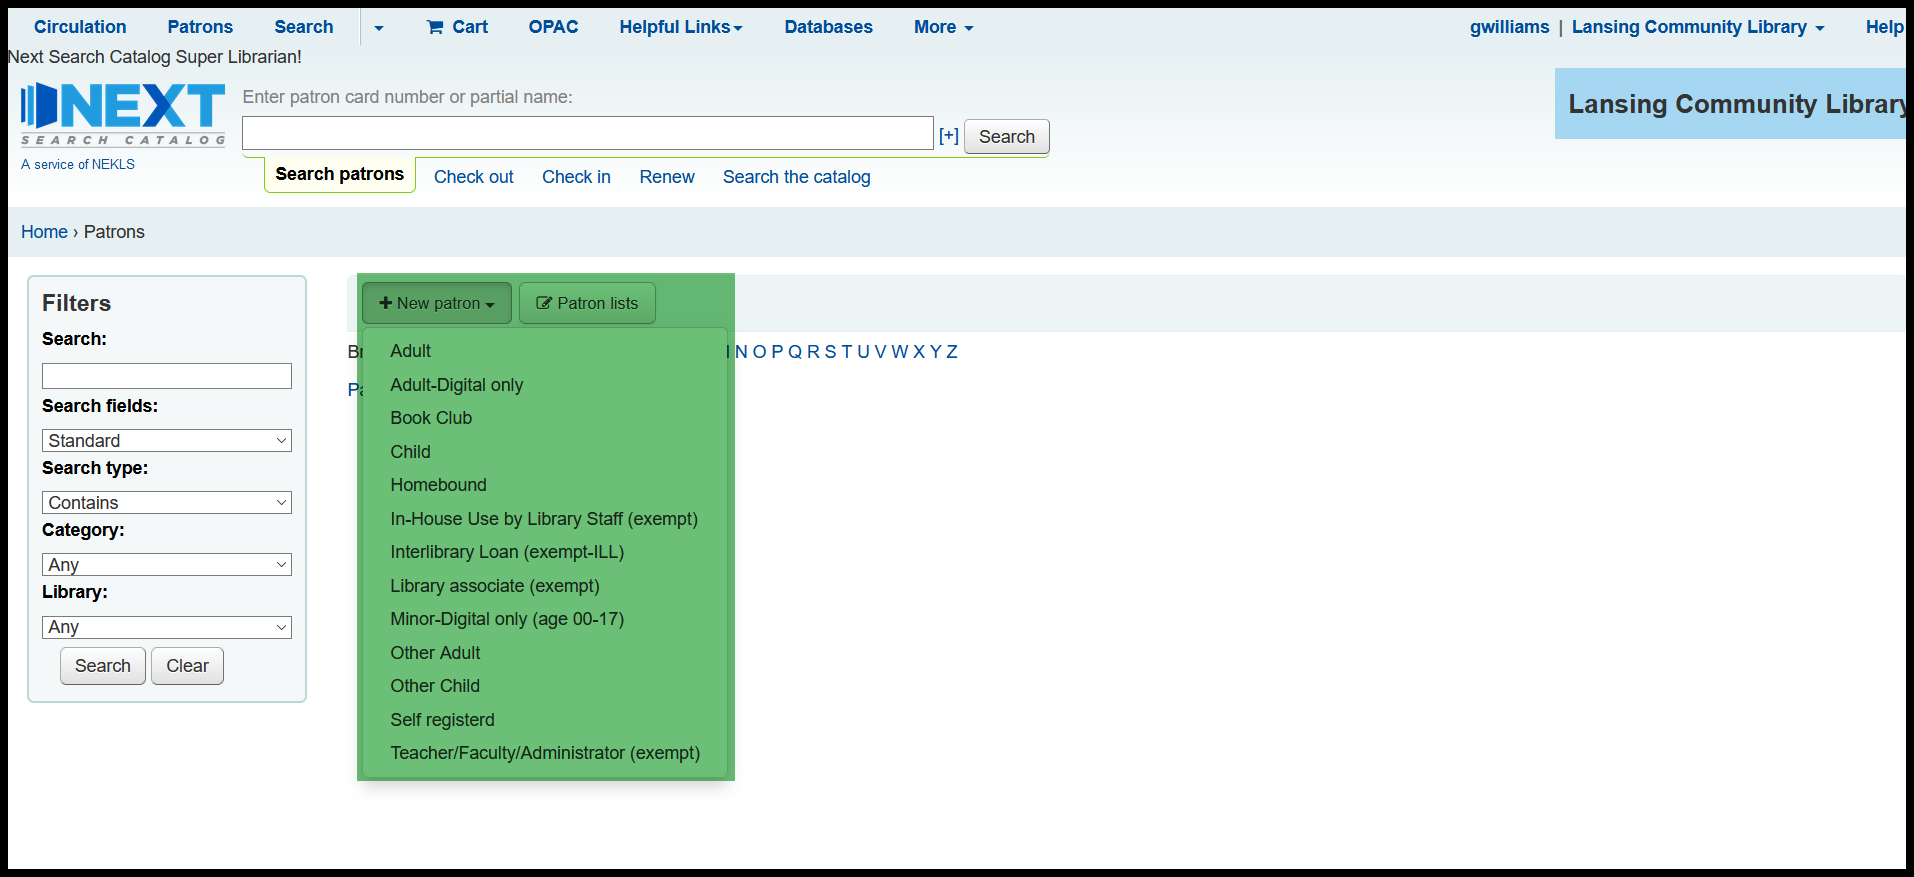 Circulation Patrons Search Cart OPAC Helpful Links Databases More gwilliams | Lansing Community Library Help
Next Search Catalog Super Librarian!
NEXT
SEARCH CATALOG
A service of NEKLS
Enter patron card number or partial name:
[+] Search
Lansing Community Library
Search patrons Check out Check in Renew Search the catalog
Home › Patrons
Filters
Search:
Search fields:
Standard
Search type:
Contains
Category:
Any
Library:
Any
Search Clear
New patron Patron lists
N O P Q R S T U V W X Y Z
Adult
Adult-Digital only
Book Club
Child
Homebound
In-House Use by Library Staff (exempt)
Interlibrary Loan (exempt-ILL)
Library associate (exempt)
Minor-Digital only (age 00-17)
Other Adult
Other Child
Self registerd
Teacher/Faculty/Administrator (exempt)